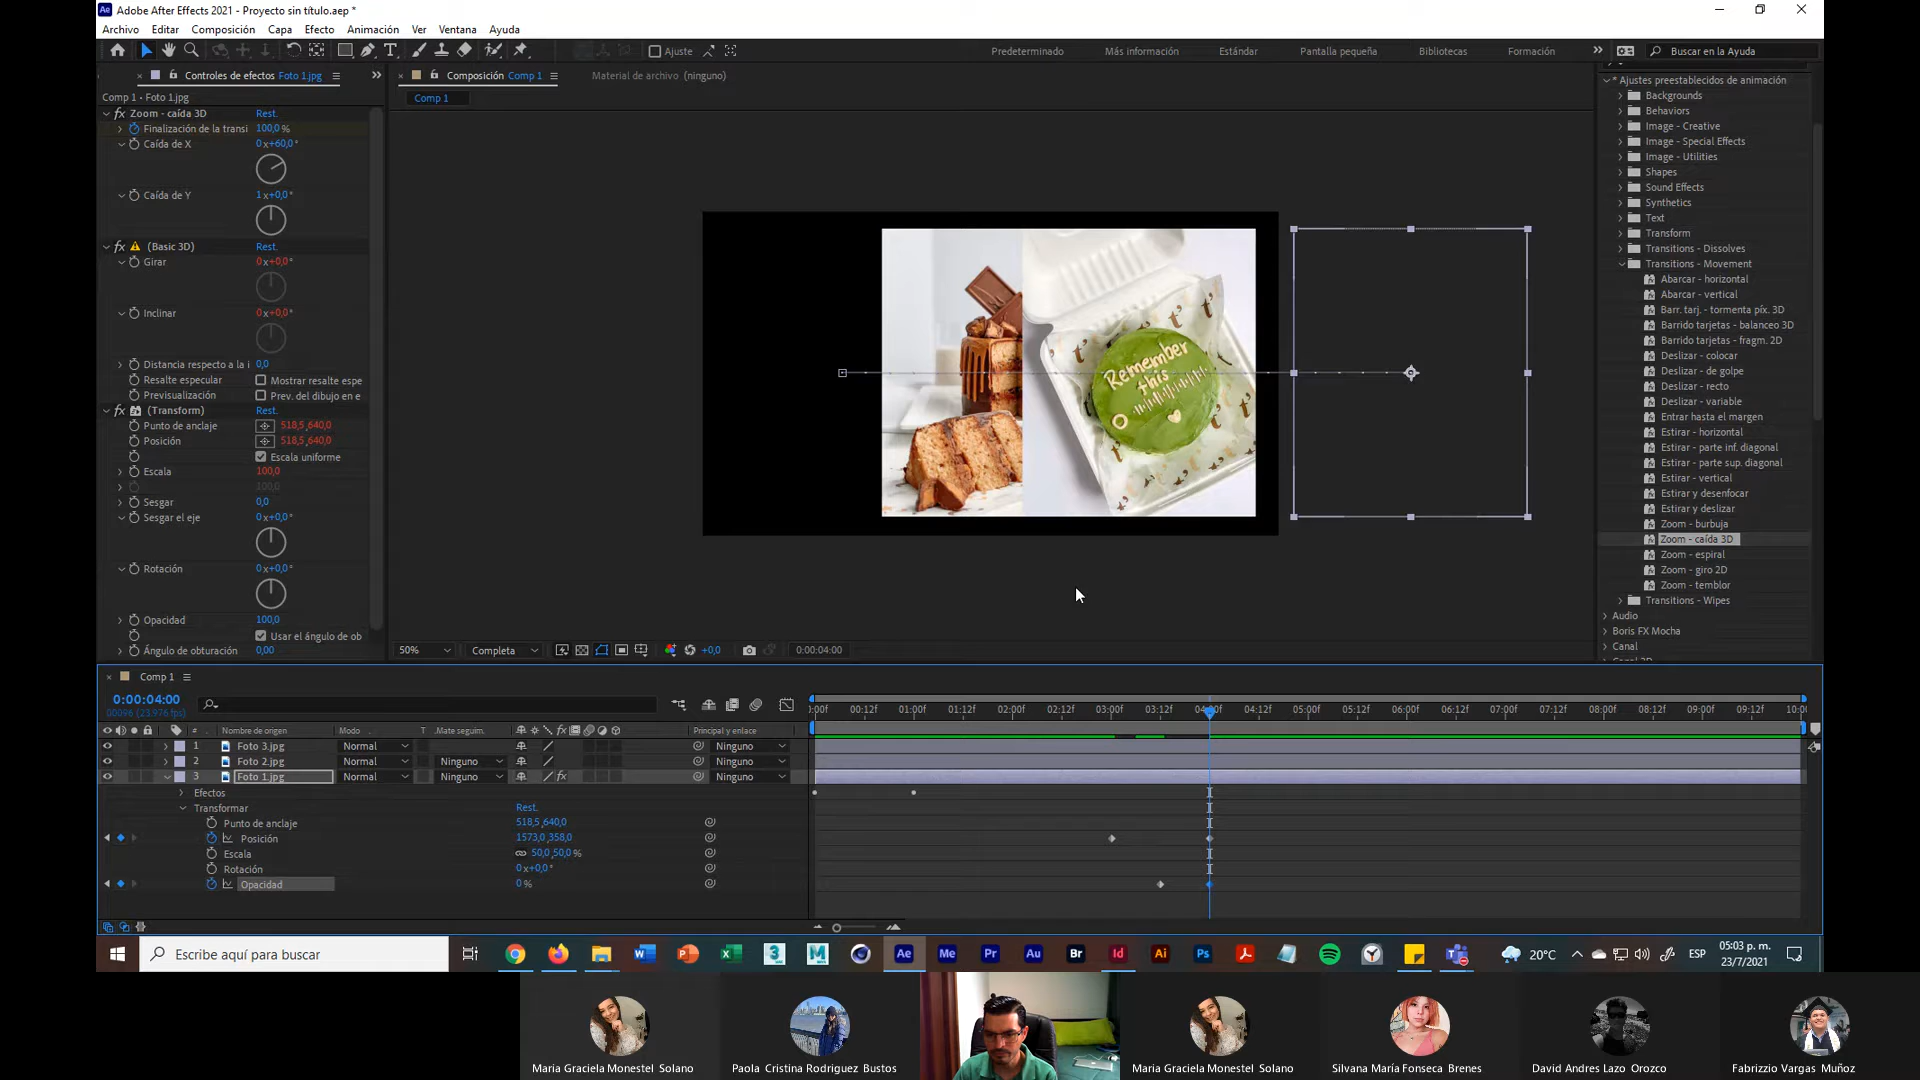 Adobe After Effects 2021 - Proyecto sin título.aep *
Archivo Editar Composición Capa Efecto Animación Ver Ventana Ayuda
Ajuste
Predeterminado Más información Estándar Pantalla pequeña Bibliotecas Formación Buscar en la Ayuda
Controles de efectos Foto 1.jpg
Composición Comp 1
Material de archivo (ninguno)
Comp 1 • Foto 1.jpg
Comp 1
fx Zoom - caída 3D Rest.
Finalización de la transi 100,0 %
Caída de X 0x+60,0°
Caída de Y 1x+0,0°
fx (Basic 3D) Rest.
Girar 0x+0,0°
Inclinar 0x+0,0°
Distancia respecto a la i 0,0
Resalte especular Mostrar resalte espe
Previsualización Prev. del dibujo en e
fx (Transform) Rest.
Punto de anclaje 518,5,640,0
Posición 518,5,640,0
Escala uniforme
Escala 100,0
100,0
Sesgar 0,0
Sesgar el eje 0x+0,0°
Rotación 0x+0,0°
Opacidad 100,0
Usar el ángulo de ob
Ángulo de obturación 0,00
Remember
this
50% Completa +0,0 0:00:04:00
* Ajustes preestablecidos de animación
Backgrounds
Behaviors
Image - Creative
Image - Special Effects
Image - Utilities
Shapes
Sound Effects
Synthetics
Text
Transform
Transitions - Dissolves
Transitions - Movement
Abarcar - horizontal
Abarcar - vertical
Barr. tarj. - tormenta píx. 3D
Barrido tarjetas - balanceo 3D
Barrido tarjetas - fragm. 2D
Deslizar - colocar
Deslizar - de golpe
Deslizar - recto
Deslizar - variable
Entrar hasta el margen
Estirar - horizontal
Estirar - parte inf. diagonal
Estirar - parte sup. diagonal
Estirar - vertical
Estirar y desenfocar
Estirar y deslizar
Zoom - burbuja
Zoom - caída 3D
Zoom - espiral
Zoom - giro 2D
Zoom - temblor
Transitions - Wipes
Audio
Boris FX Mocha
Canal
Comp 1
0:00:04:00
00096 (23,976 fps)
:00f 00:12f 01:00f 01:12f 02:00f 02:12f 03:00f 03:12f 04:00f 04:12f 05:00f 05:12f 06:00f 06:12f 07:00f 07:12f 08:00f 08:12f 09:00f 09:12f 10:00
# Nombre de origen Modo T .Mate seguim. Principal y enlace
1 Foto 3.jpg Normal Ninguno
2 Foto 2.jpg Normal Ninguno Ninguno
3 Foto 1.jpg Normal Ninguno fx Ninguno
Efectos
Transformar Rest.
Punto de anclaje 518,5,640,0
Posición 1573,0,358,0
Escala 50,0,50,0%
Rotación 0x+0,0°
Opacidad 0 %
Escribe aquí para buscar
Ae Me Pr Au Br Id Ai Ps
20°C ESP
05:03 p. m.
23/7/2021
Maria Graciela Monestel Solano
Paola Cristina Rodriguez Bustos
Maria Graciela Monestel Solano
Silvana María Fonseca Brenes
David Andres Lazo Orozco
Fabrizzio Vargas Muñoz